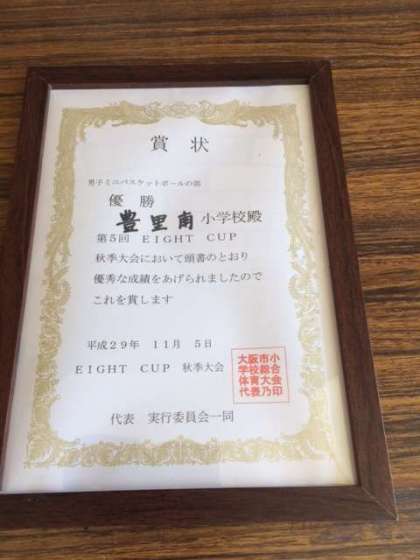 賞状
男子ミニバスケットボールの部
優勝
豊里南小学校殿
第5回 EIGHT CUP
秋季大会において頭書のとおり
優秀な成績をあげられましたので
これを賞します
平成29年 11月 5日
EIGHT CUP 秋季大会
大阪市小
学校総合
体育大会
代表乃印
代表 実行委員会一同